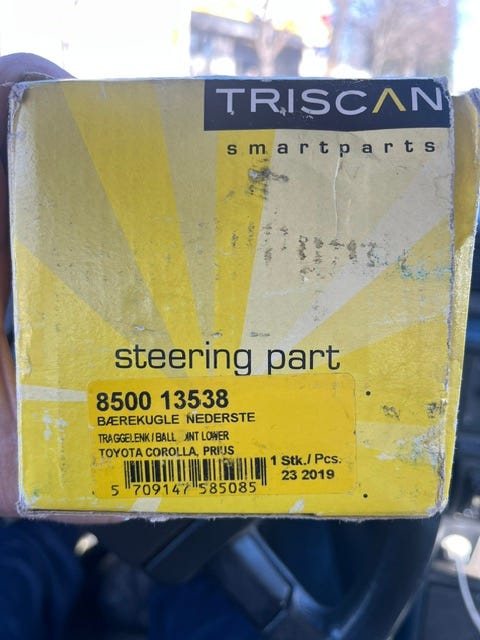 TRISCAN
smartparts
steering part
8500 13538
BÆREKUGLE NEDERSTE
TRAGGELENK / BALL LOWER
TOYOTA COROLLA, PRIUS
1 Stk./ Pcs.
23 2019
5 709147 585085